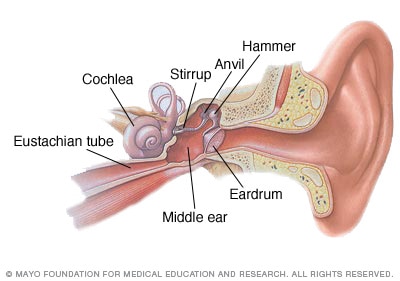 Hammer
Anvil
Stirrup
Cochlea
Eustachian tube
Eardrum
Middle ear
© MAYO FOUNDATION FOR MEDICAL EDUCATION AND RESEARCH. ALL RIGHTS RESERVED.